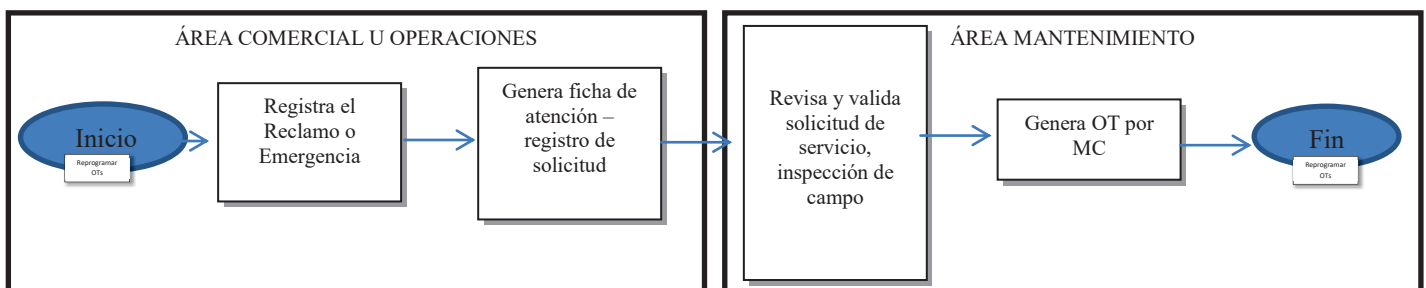 ÁREA COMERCIAL U OPERACIONES
Inicio
Reprogramar
OTs
Registra el
Reclamo o
Emergencia
Genera ficha de
atención –
registro de
solicitud
ÁREA MANTENIMIENTO
Revisa y valida
solicitud de
servicio,
inspección de
campo
Genera OT por
MC
Fin
Reprogramar
OTs